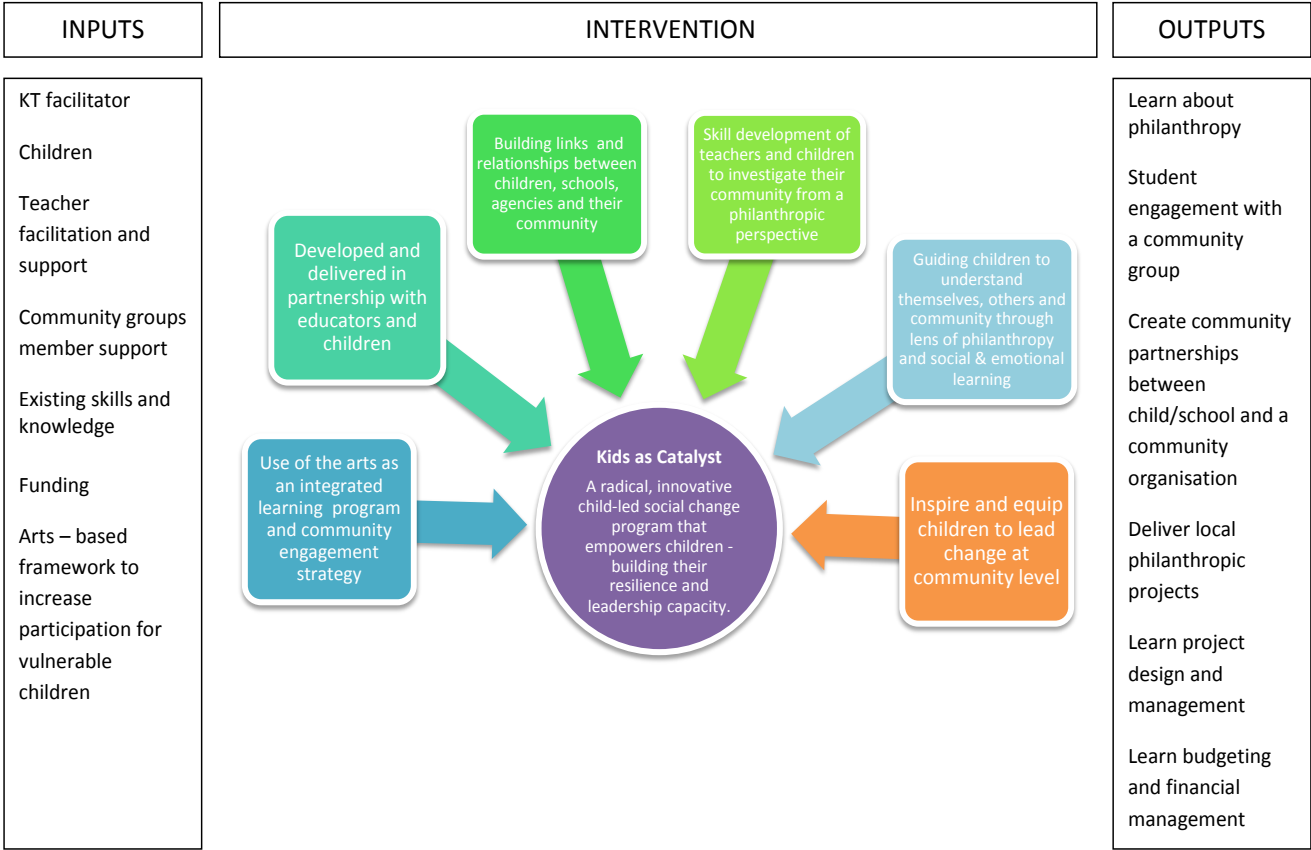 INPUTS
INTERVENTION
OUTPUTS
KT facilitator
Children
Teacher
facilitation and
support
Community groups
member support
Existing skills and
knowledge
Funding
Arts – based
framework to
increase
participation for
vulnerable
children
Use of the arts as
an integrated
learning program
and community
engagement
strategy
Developed and
delivered in
partnership with
educators and
children
Building links and
relationships between
children, schools,
agencies and their
community
Skill development of
teachers and children
to investigate their
community from a
philanthropic
perspective
Guiding children to
understand
themselves, others and
community through
lens of philanthropy
and social & emotional
learning
Inspire and equip
children to lead
change at
community level
Kids as Catalyst
A radical, innovative
child-led social change
program that
empowers children -
building their
resilience and
leadership capacity.
Learn about
philanthropy
Student
engagement with
a community
group
Create community
partnerships
between
child/school and a
community
organisation
Deliver local
philanthropic
projects
Learn project
design and
management
Learn budgeting
and financial
management